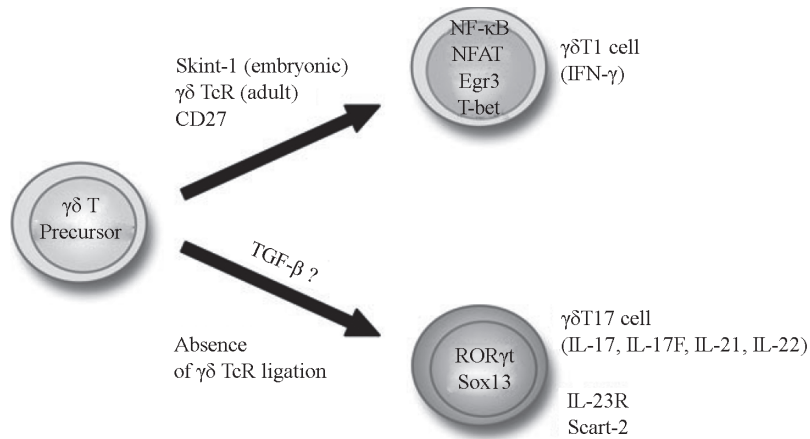 NF-κB
NFAT
Egr3
T-bet
γδT1 cell
(IFN-γ)
Skint-1 (embryonic)
γδ TcR (adult)
CD27
γδ T
Precursor
TGF-β ?
Absence
of γδ TcR ligation
RORγt
Sox13
γδT17 cell
(IL-17, IL-17F, IL-21, IL-22)
IL-23R
Scart-2